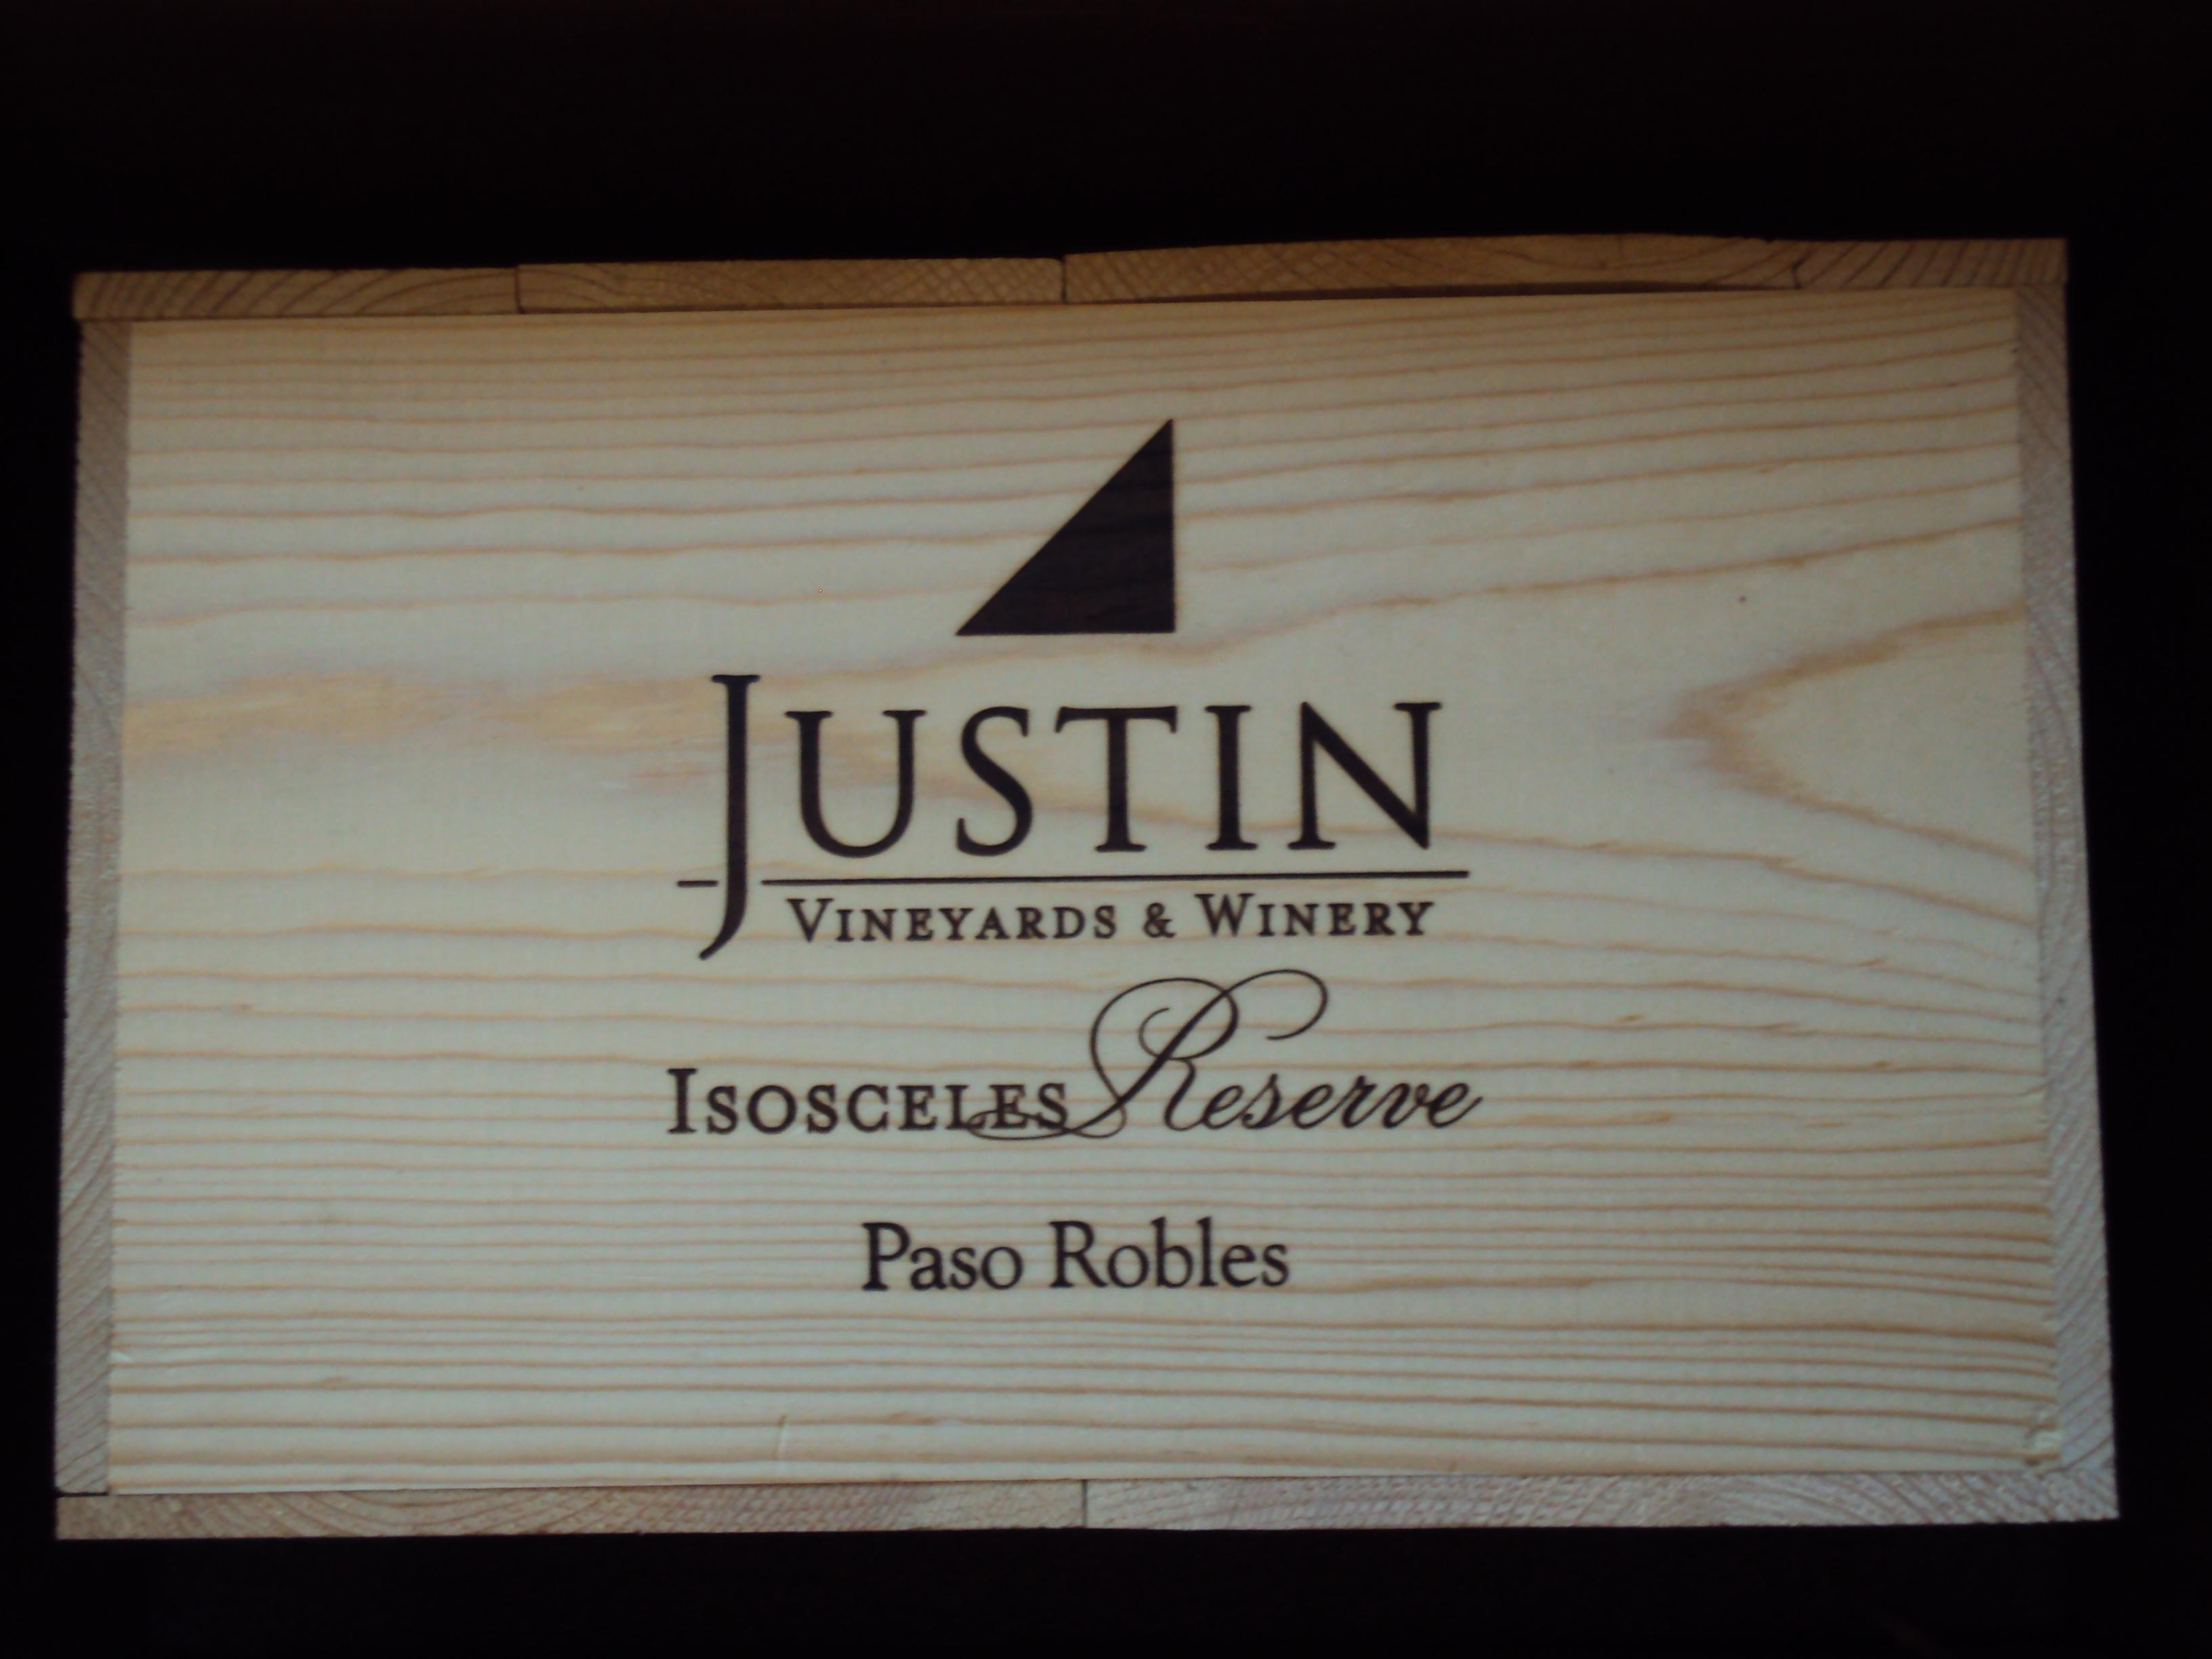 JUSTIN
VINEYARDS & WINERY
ISOSCELES Reserve
Paso Robles